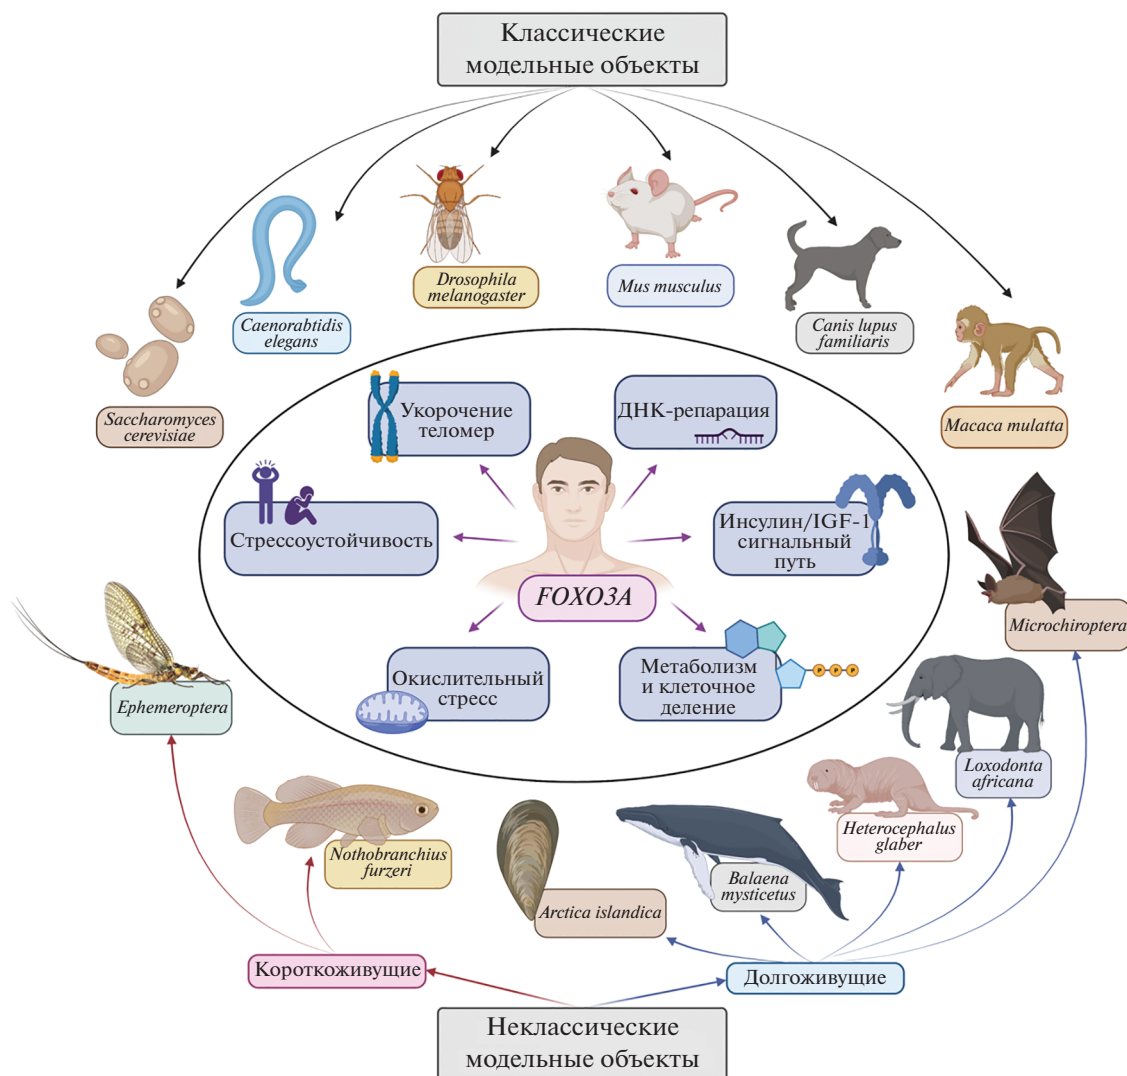 Классические
модельные объекты
Drosophila
melanogaster
Mus musculus
Caenorabtidis
elegans
Canis lupus
familiaris
Saccharomyces
cerevisiae
Macaca mulatta
Укорочение
теломер
ДНК-репарация
Стрессоустойчивость
Инсулин/IGF-1
сигнальный
путь
FOXO3A
Окислительный
стресс
Метаболизм
и клеточное
деление
P P P
Microchiroptera
Ephemeroptera
Loxodonta
africana
Heterocephalus
glaber
Nothobranchius
furzeri
Balaena
mysticetus
Arctica islandica
Короткоживущие
Долгоживущие
Неклассические
модельные объекты